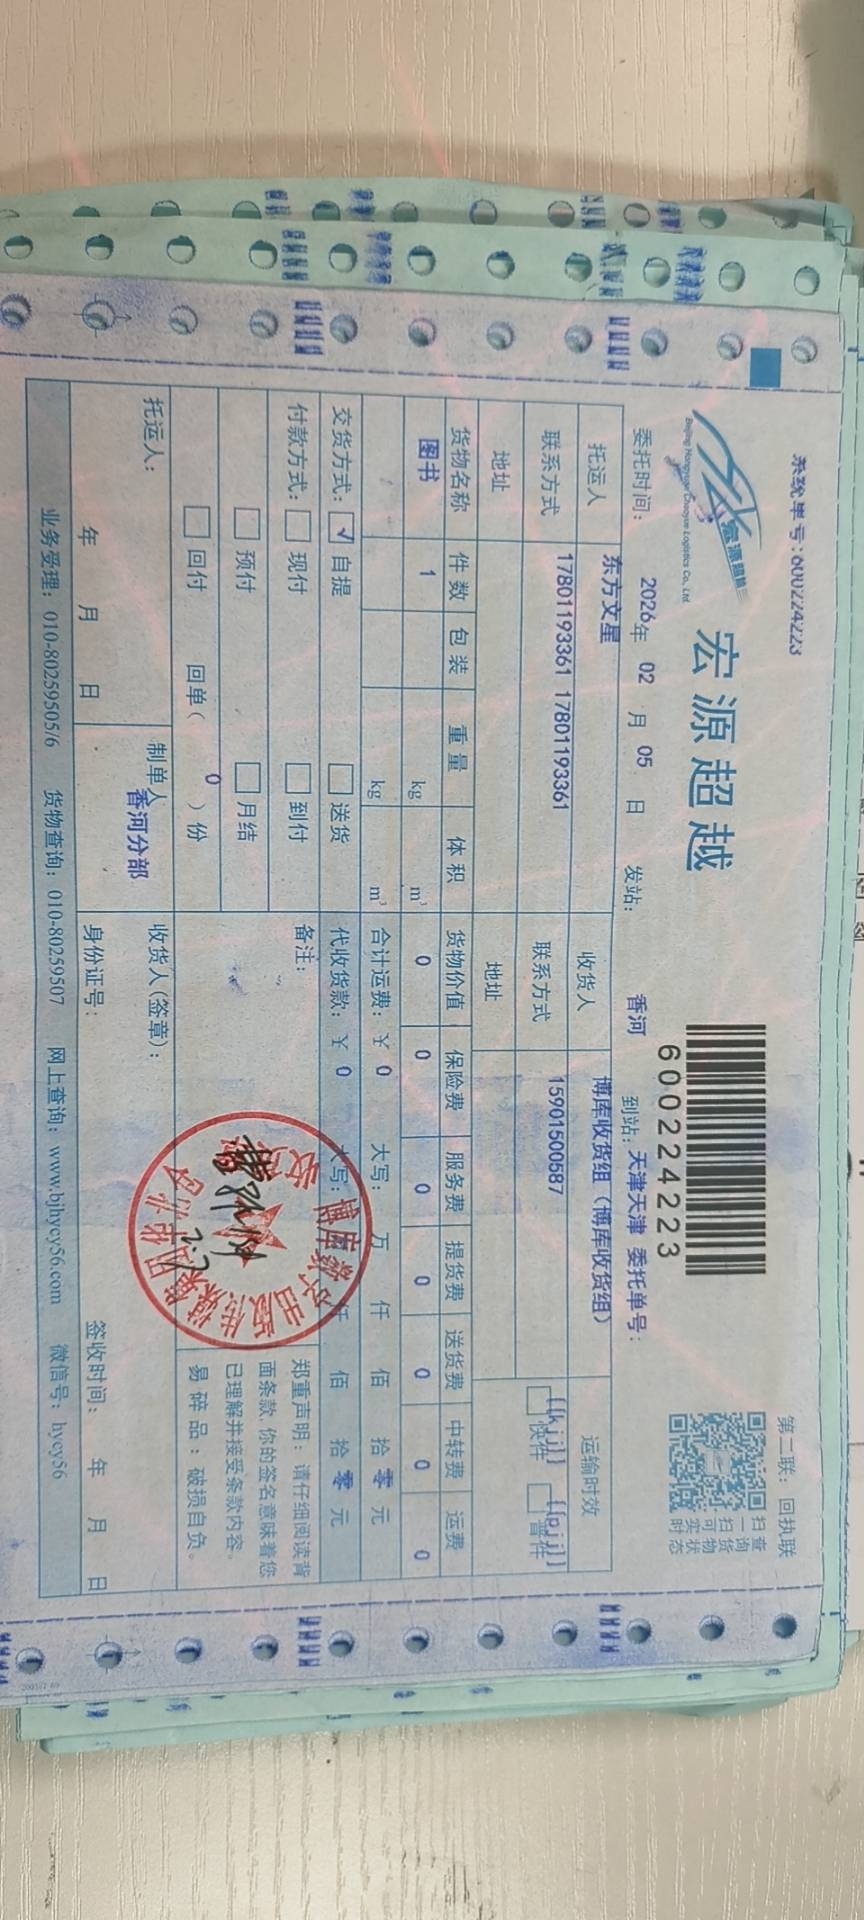 系统单号:600224223
第二联：回执联
宏源超越
Beijing Hongyuan Chaoyue Logistics Co., Ltd
宏源超越
600224223
扫一扫可实时
查询货物状态
委托时间： 2026年 02 月 05 日 发站： 香河 到站: 天津天津 委托单号:
托运人 东方文星 收货人 博库收货组（博库收货组） 运输时效
联系方式 17801193361 17801193361 联系方式 15901500587 [[kjj]]快件 [[pjj]]普件
地址 地址
货物名称 件数 包装 重量 体积 货物价值 保险费 服务费 提货费 送货费 中转费 运费
图书 1 kg m³ 0 0 0 0 0 0 0
kg m³ 合计运费：￥ 0 大写： 万 仟 佰 拾 零 元
交货方式： √ 自提 送货 代收货款：￥ 0 大写： 仟 佰 拾 零 元
付款方式： 现付 到付 备注：
预付 月结
回付 回单（ 0 ）份
郑重声明：请仔细阅读背
面条款，你的签名意味着您
已理解并接受条款内容。
易碎品：破损自负。
托运人： 制单人 香河分部 收货人（签章）：
年 月 日 身份证号： 签收时间： 年 月 日
业务受理：010-80259505/6 货物查询：010-80259507 网上查询：www.bjhycy56.com 微信号：hycy56